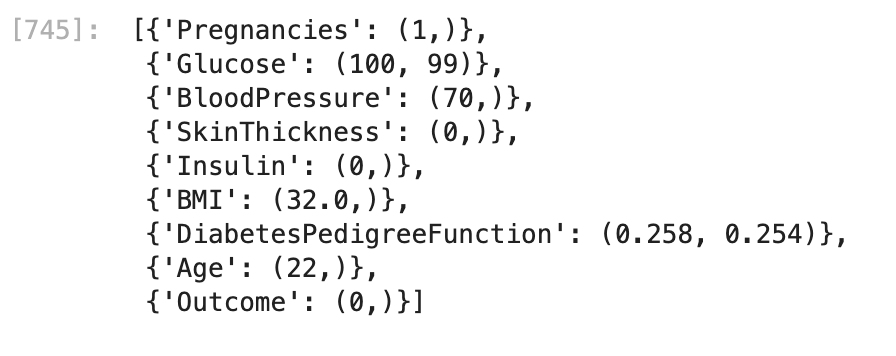 [745]: [{'Pregnancies': (1,)},
{'Glucose': (100, 99)},
{'BloodPressure': (70,)},
{'SkinThickness': (0,)},
{'Insulin': (0,)},
{'BMI': (32.0,)},
{'DiabetesPedigreeFunction': (0.258, 0.254)},
{'Age': (22,)},
{'Outcome': (0,)}]